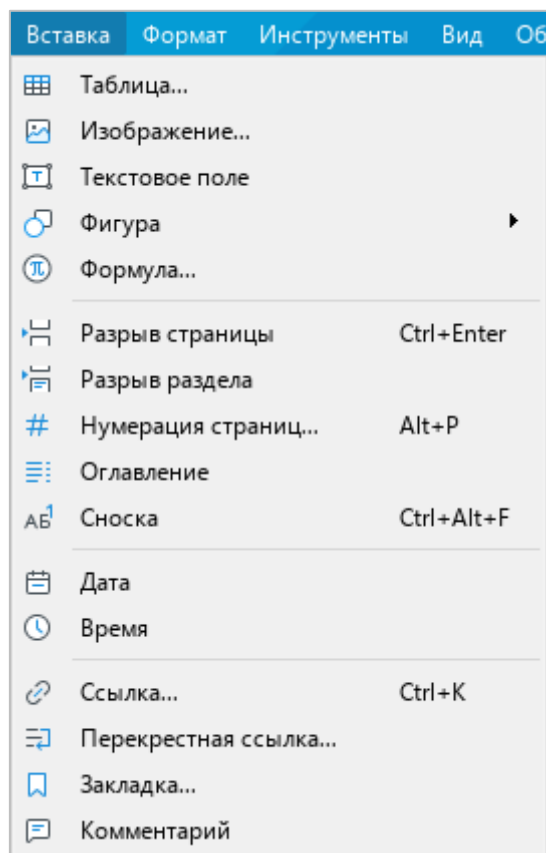 Вставка Формат Инструменты Вид Об
Таблица...
Изображение...
Текстовое поле
Фигура
Формула...
Разрыв страницы Ctrl+Enter
Разрыв раздела
Нумерация страниц... Alt+P
Оглавление
Сноска Ctrl+Alt+F
Дата
Время
Ссылка... Ctrl+K
Перекрестная ссылка...
Закладка...
Комментарий